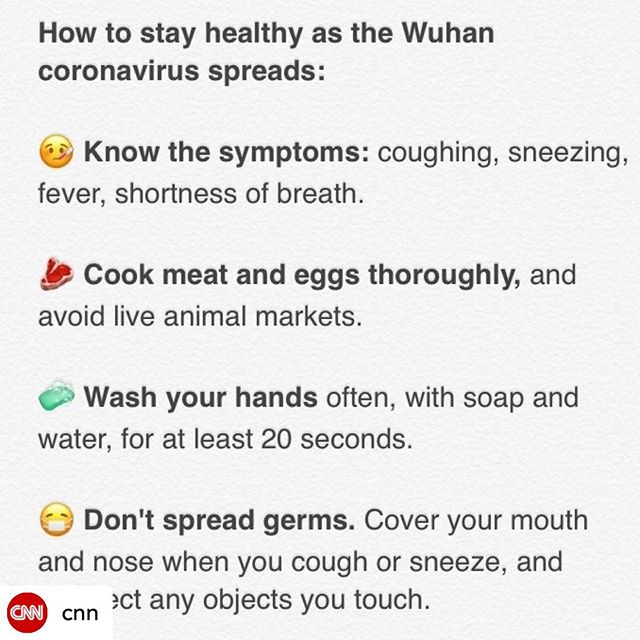 How to stay healthy as the Wuhan
coronavirus spreads:
Know the symptoms: coughing, sneezing,
fever, shortness of breath.
Cook meat and eggs thoroughly, and
avoid live animal markets.
Wash your hands often, with soap and
water, for at least 20 seconds.
Don't spread germs. Cover your mouth
and nose when you cough or sneeze, and
ect any objects you touch.
CNN cnn